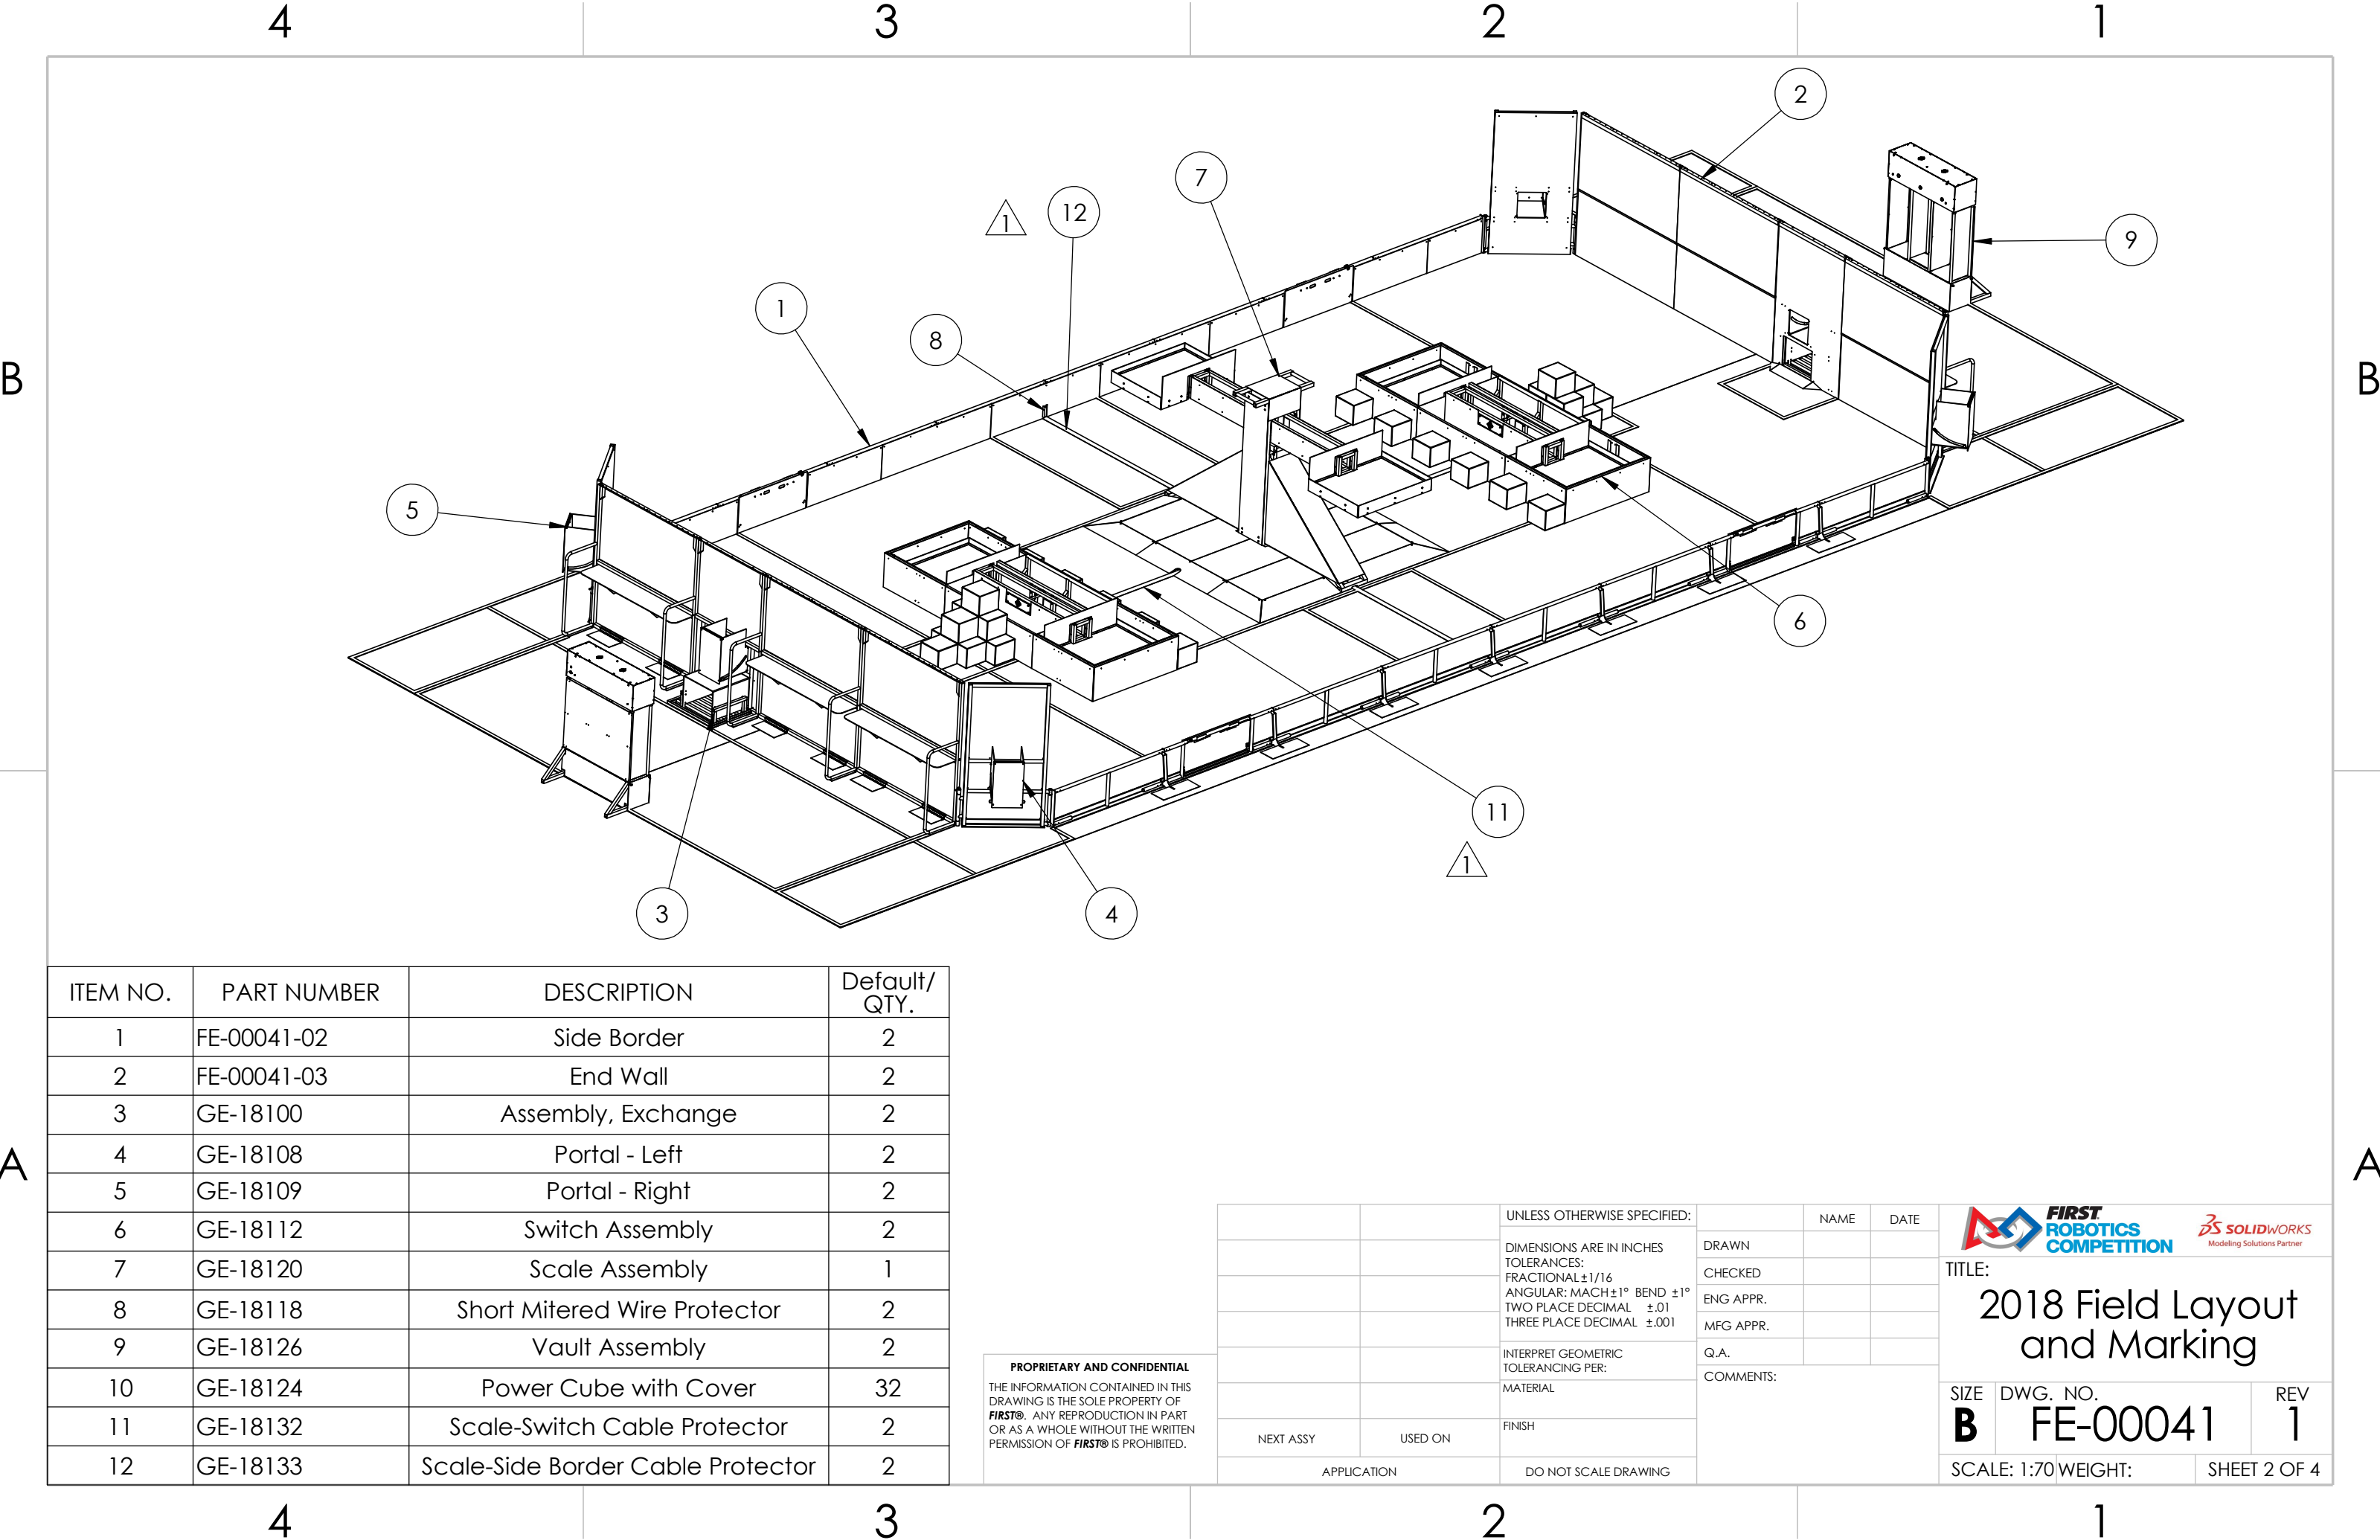 4 3 2 1
2
7
12
1
9
1
8
B B
5
6
11
1
3
4
ITEM NO. PART NUMBER DESCRIPTION Default/
QTY.
1 FE-00041-02 Side Border 2
2 FE-00041-03 End Wall 2
3 GE-18100 Assembly, Exchange 2
4 GE-18108 Portal - Left 2
5 GE-18109 Portal - Right 2
6 GE-18112 Switch Assembly 2
7 GE-18120 Scale Assembly 1
8 GE-18118 Short Mitered Wire Protector 2
9 GE-18126 Vault Assembly 2
10 GE-18124 Power Cube with Cover 32
11 GE-18132 Scale-Switch Cable Protector 2
12 GE-18133 Scale-Side Border Cable Protector 2
A A
PROPRIETARY AND CONFIDENTIAL
THE INFORMATION CONTAINED IN THIS
DRAWING IS THE SOLE PROPERTY OF
FIRST®. ANY REPRODUCTION IN PART
OR AS A WHOLE WITHOUT THE WRITTEN
PERMISSION OF FIRST® IS PROHIBITED.
NEXT ASSY USED ON
APPLICATION
UNLESS OTHERWISE SPECIFIED:
DIMENSIONS ARE IN INCHES
TOLERANCES:
FRACTIONAL±1/16
ANGULAR: MACH±1° BEND ±1°
TWO PLACE DECIMAL ±.01
THREE PLACE DECIMAL ±.001
INTERPRET GEOMETRIC
TOLERANCING PER:
MATERIAL
FINISH
DO NOT SCALE DRAWING
NAME DATE
DRAWN
CHECKED
ENG APPR.
MFG APPR.
Q.A.
COMMENTS:
FIRST®
ROBOTICS
COMPETITION
SOLIDWORKS
Modeling Solutions Partner
TITLE:
2018 Field Layout
and Marking
SIZE DWG. NO. REV
B FE-00041 1
SCALE: 1:70 WEIGHT: SHEET 2 OF 4
4 3 2 1